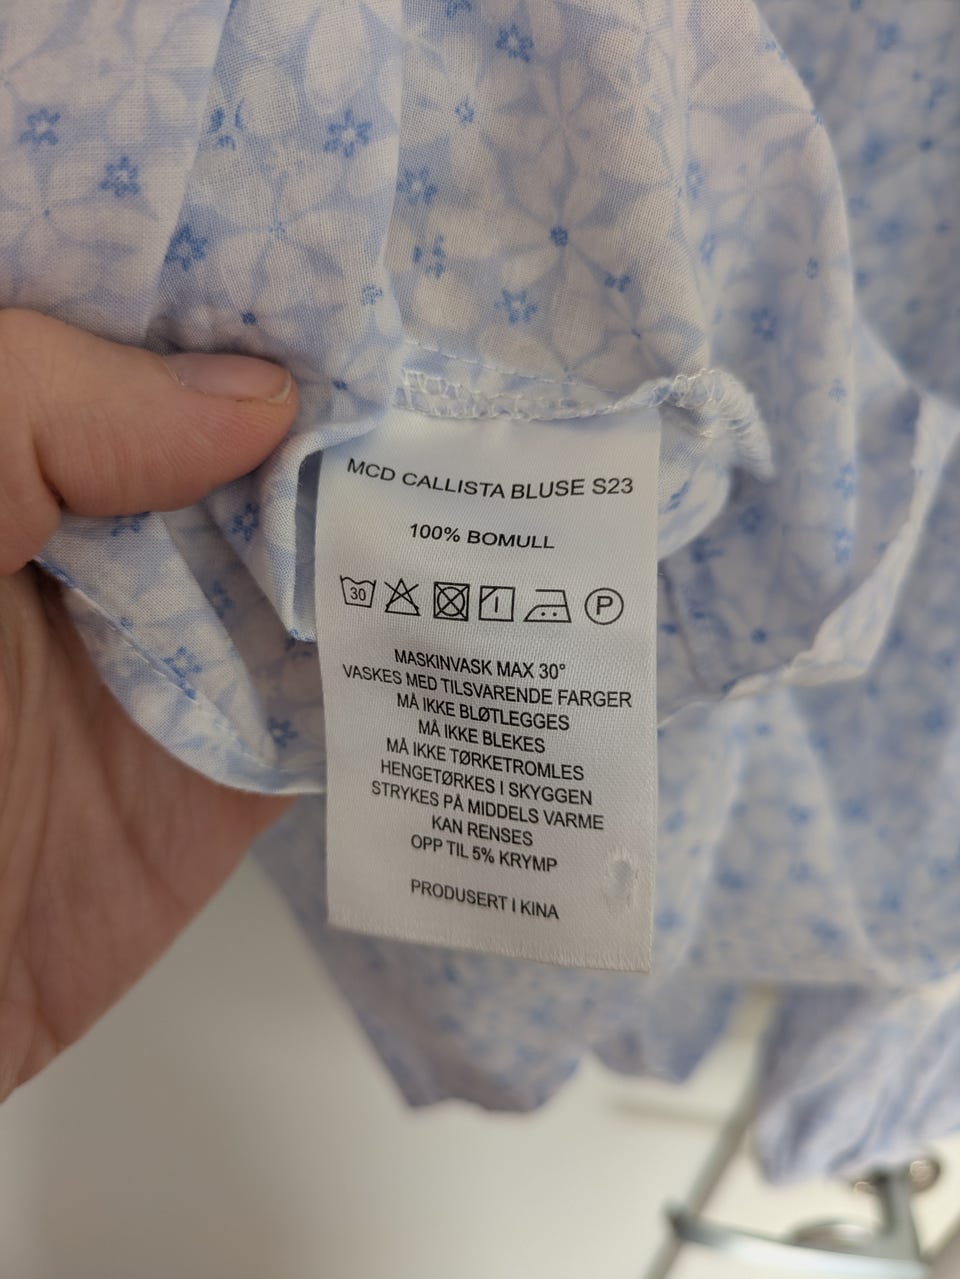 MCD CALLISTA BLUSE S23
100% BOMULL
30 P
MASKINVASK MAX 30°
VASKES MED TILSVARENDE FARGER
MÅ IKKE BLØTLEGGES
MÅ IKKE BLEKES
MÅ IKKE TØRKETROMLES
HENGETØRKES I SKYGGEN
STRYKES PÅ MIDDELS VARME
KAN RENSES
OPP TIL 5% KRYMP
PRODUSERT I KINA